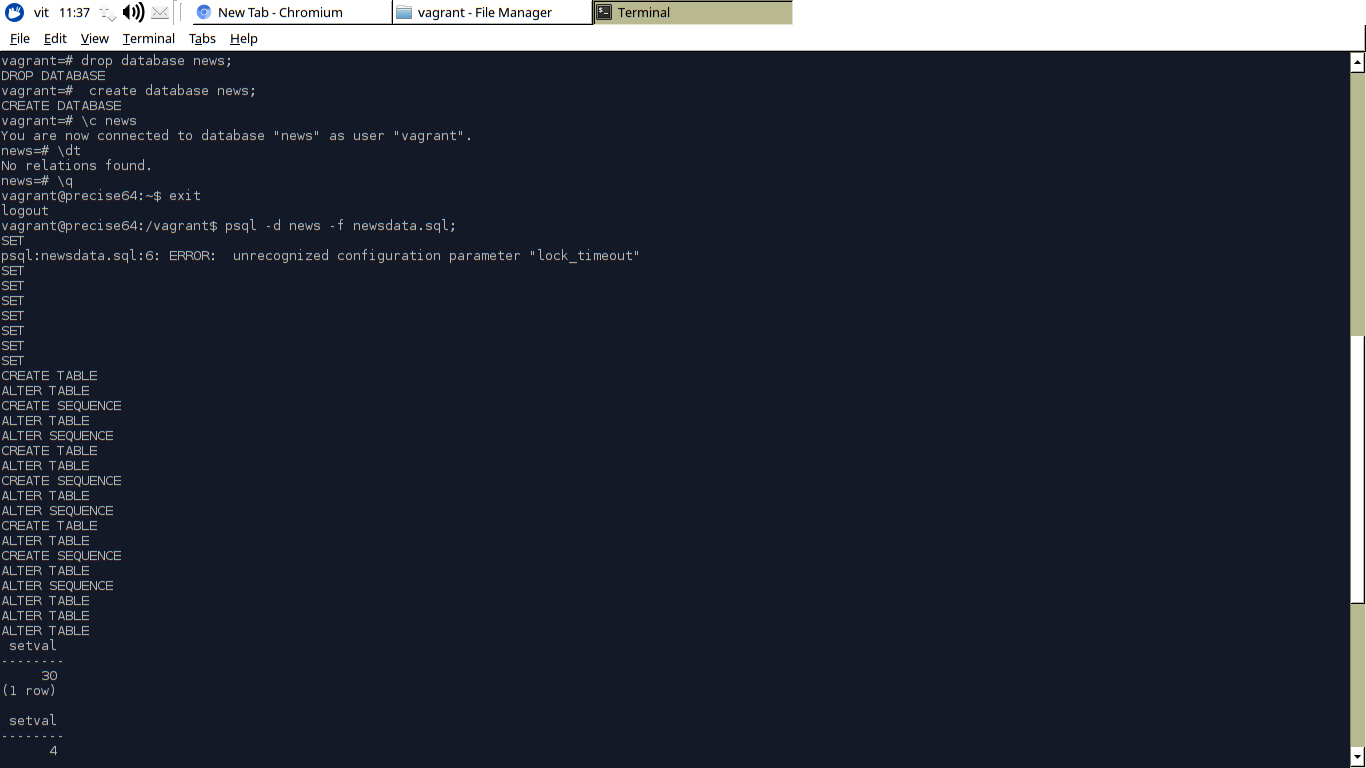 vit 11:37 New Tab - Chromium vagrant - File Manager Terminal
File Edit View Terminal Tabs Help
vagrant=# drop database news;
DROP DATABASE
vagrant=#  create database news;
CREATE DATABASE
vagrant=# \c news
You are now connected to database "news" as user "vagrant".
news=# \dt
No relations found.
news=# \q
vagrant@precise64:~$ exit
logout
vagrant@precise64:/vagrant$ psql -d news -f newsdata.sql;
SET
psql:newsdata.sql:6: ERROR:  unrecognized configuration parameter "lock_timeout"
SET
SET
SET
SET
SET
SET
SET
CREATE TABLE
ALTER TABLE
CREATE SEQUENCE
ALTER TABLE
ALTER SEQUENCE
CREATE TABLE
ALTER TABLE
CREATE SEQUENCE
ALTER TABLE
ALTER SEQUENCE
CREATE TABLE
ALTER TABLE
CREATE SEQUENCE
ALTER TABLE
ALTER SEQUENCE
ALTER TABLE
ALTER TABLE
ALTER TABLE
 setval
--------
     30
(1 row)

 setval
--------
      4